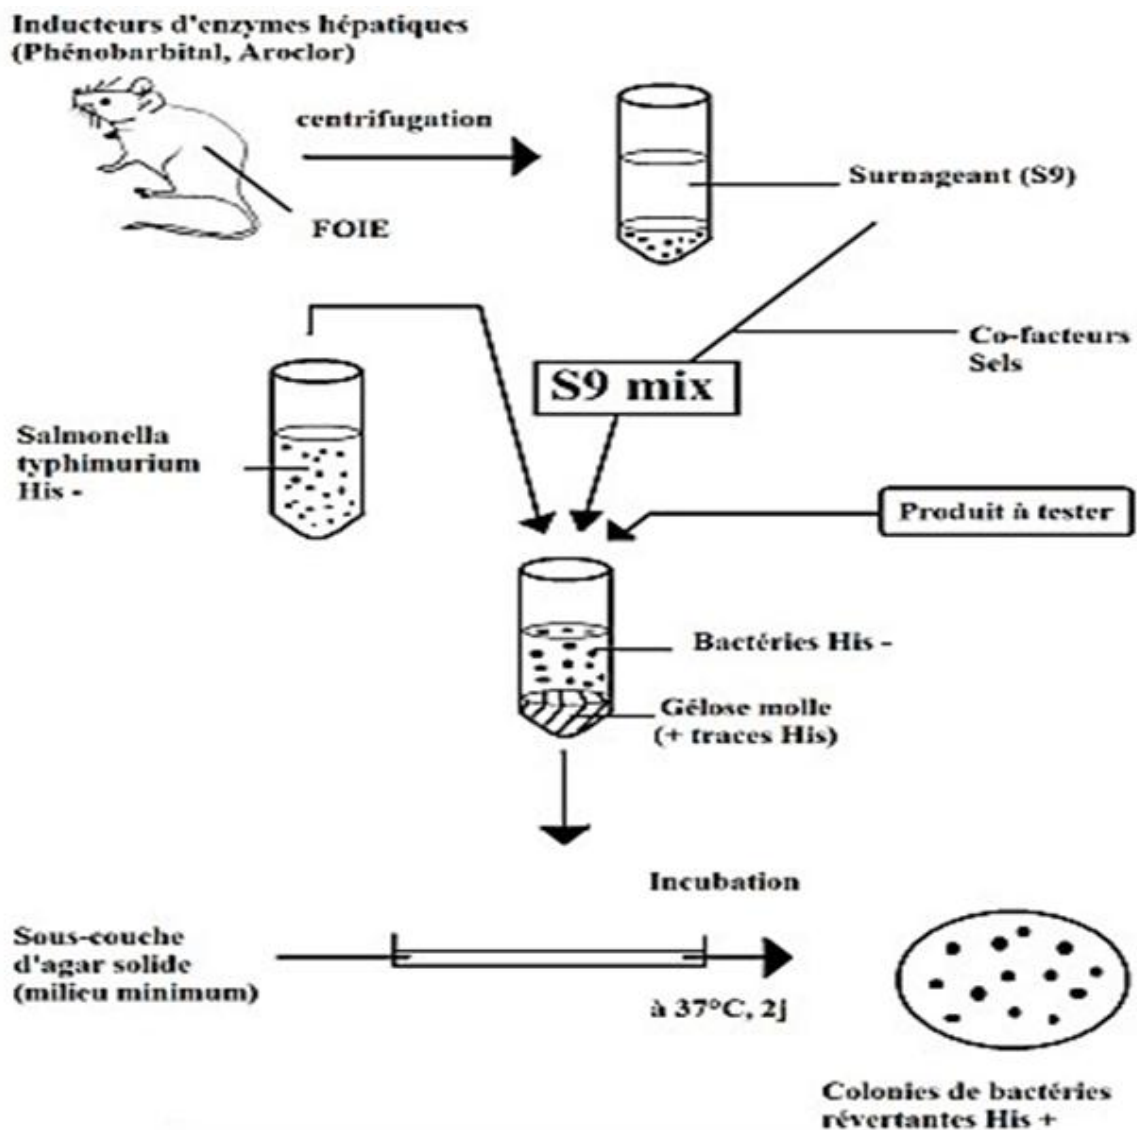 Inducteurs d'enzymes hépatiques
(Phénobarbital, Aroclor)
centrifugation
Surnageant (S9)
FOIE
Co-facteurs
Sels
S9 mix
Salmonella
typhimurium
His -
Produit à tester
Bactéries His -
Gélose molle
(+ traces His)
Incubation
Sous-couche
d'agar solide
(milieu minimum)
à 37°C, 2j
Colonies de bactéries
révertantes His +